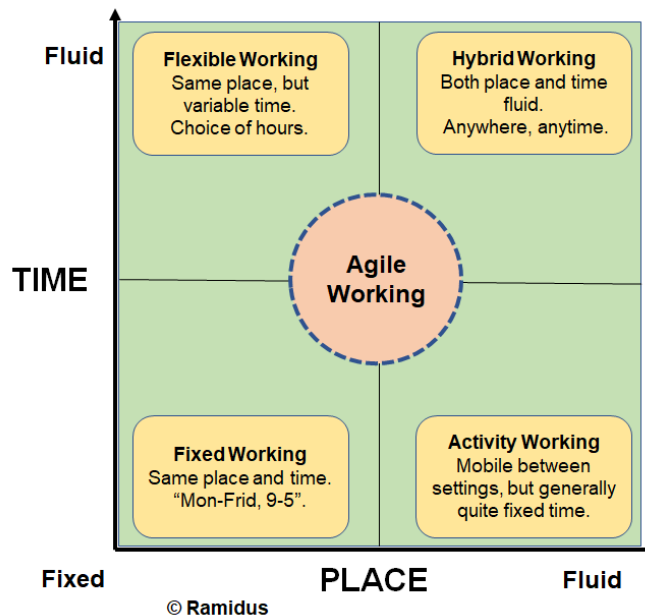 Fluid
Flexible Working
Same place, but
variable time.
Choice of hours.
Hybrid Working
Both place and time
fluid.
Anywhere, anytime.
TIME
Agile
Working
Fixed Working
Same place and time.
“Mon-Frid, 9-5”.
Activity Working
Mobile between
settings, but generally
quite fixed time.
Fixed
PLACE
Fluid
© Ramidus